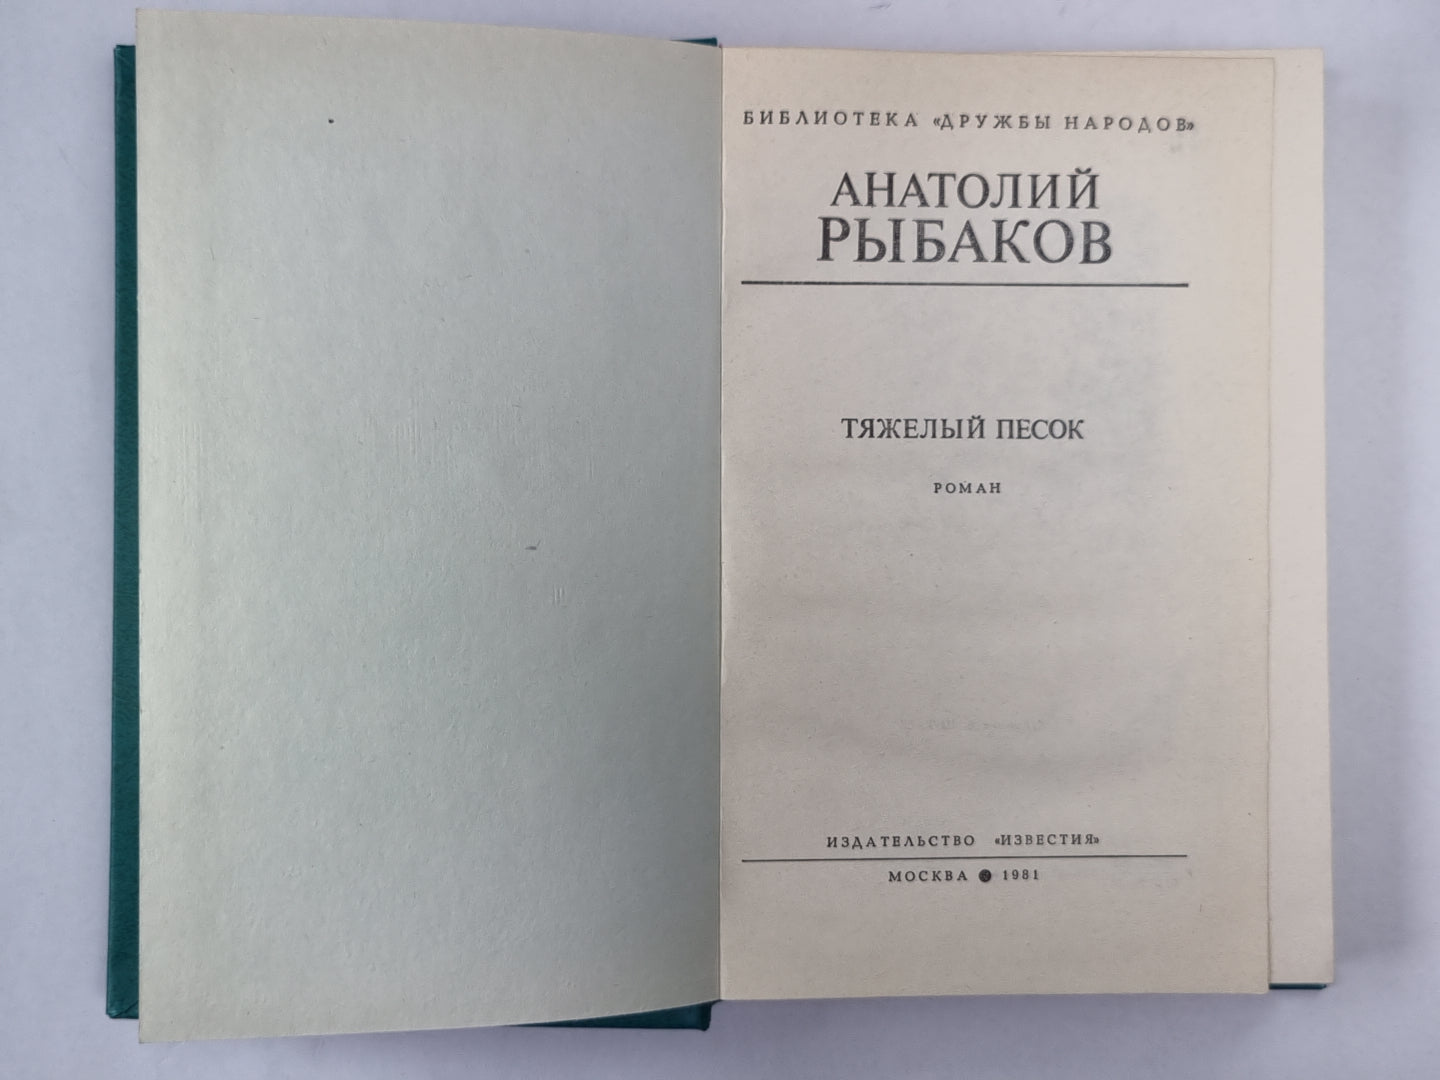 БИБЛИОТЕКА «ДРУЖБЫ НАРОДОВ»
АНАТОЛИЙ
РЫБАКОВ
ТЯЖЕЛЫЙ ПЕСОК
РОМАН
ИЗДАТЕЛЬСТВО «ИЗВЕСТИЯ»
МОСКВА ● 1981